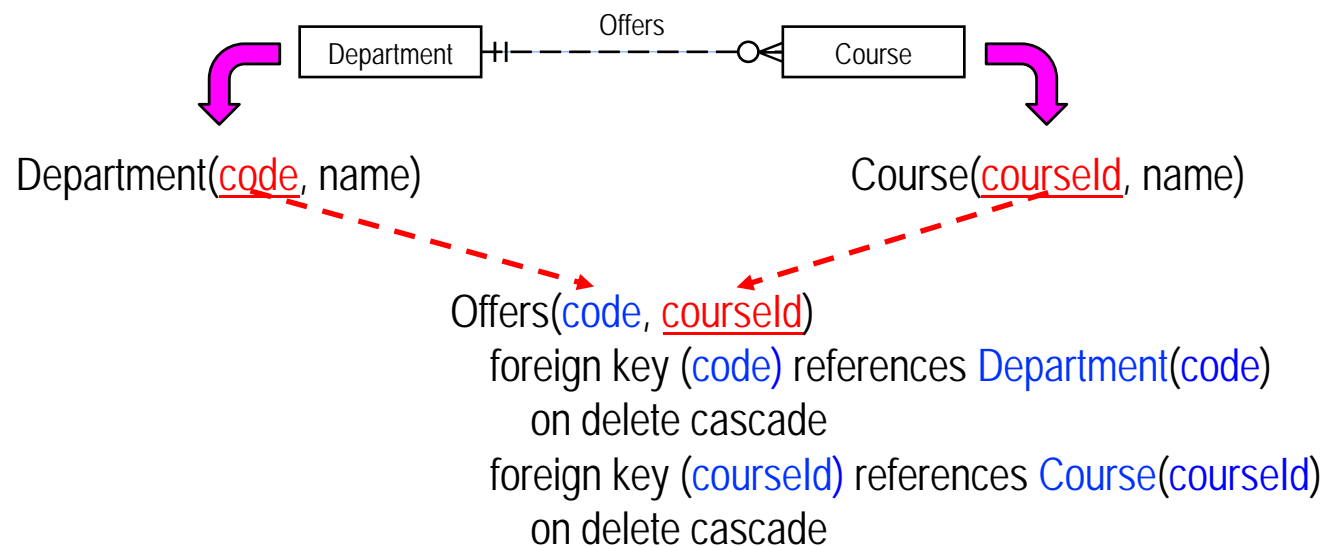 Offers
Department
Course
Department(code, name)
Course(courseId, name)
Offers(code, courseId)
foreign key (code) references Department(code)
on delete cascade
foreign key (courseId) references Course(courseId)
on delete cascade